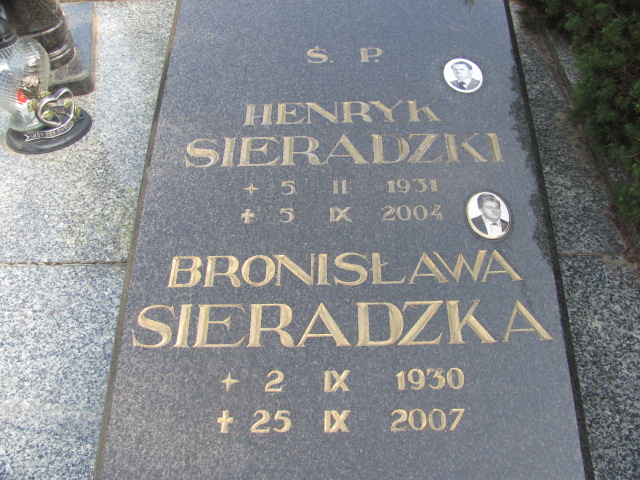 Ś. P.
HENRYK
SIERADZKI
✦ 5 II 1931
✝ 5 IX 2004
BRONISŁAWA
SIERADZKA
✦ 2 IX 1930
✝ 25 IX 2007